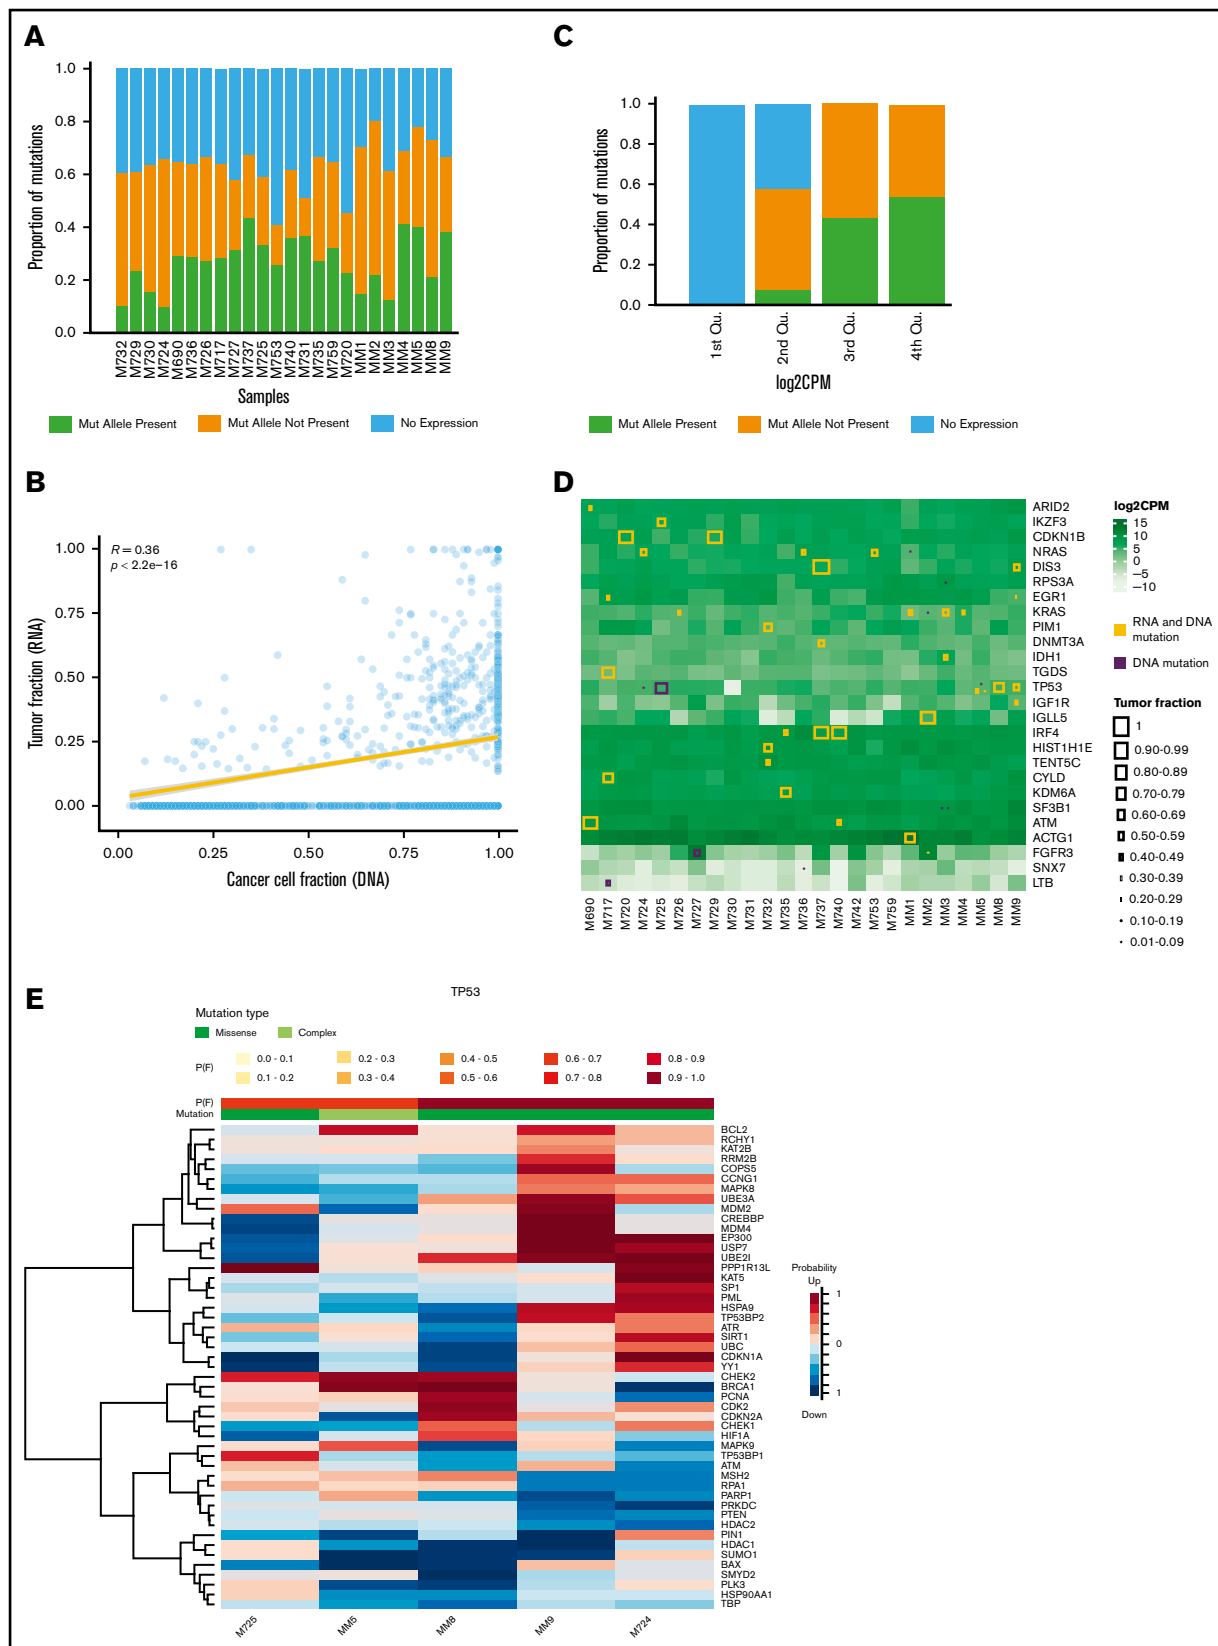 A
Proportion of mutations
1.0
0.8
0.6
0.4
0.2
0.0
M732
M729
M730
M724
M690
M736
M726
M717
M727
M737
M725
M753
M740
M731
M735
M759
M720
MM1
MM2
MM3
MM4
MM5
MM8
MM9
Samples
Mut Allele Present
Mut Allele Not Present
No Expression
C
Proportion of mutations
1.0
0.8
0.6
0.4
0.2
0.0
1st Qu.
2nd Qu.
3rd Qu.
4th Qu.
log2CPM
Mut Allele Present
Mut Allele Not Present
No Expression
B
Tumor fraction (RNA)
R = 0.36
p < 2.2e−16
1.00
0.75
0.50
0.25
0.00
0.00
0.25
0.50
0.75
1.00
Cancer cell fraction (DNA)
D
ARID2
IKZF3
CDKN1B
NRAS
DIS3
RPS3A
EGR1
KRAS
PIM1
DNMT3A
IDH1
TGDS
TP53
IGF1R
IGLL5
IRF4
HIST1H1E
TENT5C
CYLD
KDM6A
SF3B1
ATM
ACTG1
FGFR3
SNX7
LTB
M690
M717
M720
M724
M725
M726
M727
M729
M730
M731
M732
M735
M736
M737
M740
M742
M753
M759
MM1
MM2
MM3
MM4
MM5
MM8
MM9
log2CPM
15
10
5
0
−5
−10
RNA and DNA
mutation
DNA mutation
Tumor fraction
1
0.90-0.99
0.80-0.89
0.70-0.79
0.60-0.69
0.50-0.59
0.40-0.49
0.30-0.39
0.20-0.29
0.10-0.19
0.01-0.09
E
TP53
Mutation type
Missense
Complex
P(F)
0.0 - 0.1
0.2 - 0.3
0.4 - 0.5
0.6 - 0.7
0.8 - 0.9
0.1 - 0.2
0.3 - 0.4
0.5 - 0.6
0.7 - 0.8
0.9 - 1.0
P(F)
Mutation
BCL2
RCHY1
KAT2B
RRM2B
COPS5
CCNG1
MAPK8
UBE3A
MDM2
CREBBP
MDM4
EP300
USP7
UBE2I
PPP1R13L
KAT5
SP1
PML
HSPA9
TP53BP2
ATR
SIRT1
UBC
CDKN1A
YY1
CHEK2
BRCA1
PCNA
CDK2
CDKN2A
CHEK1
HIF1A
MAPK9
TP53BP1
ATM
MSH2
RPA1
PARP1
PRKDC
PTEN
HDAC2
PIN1
HDAC1
SUMO1
BAX
SMYD2
PLK3
HSP90AA1
TBP
M725
MM5
MM8
MM9
M724
Probability
Up
1
0
1
Down